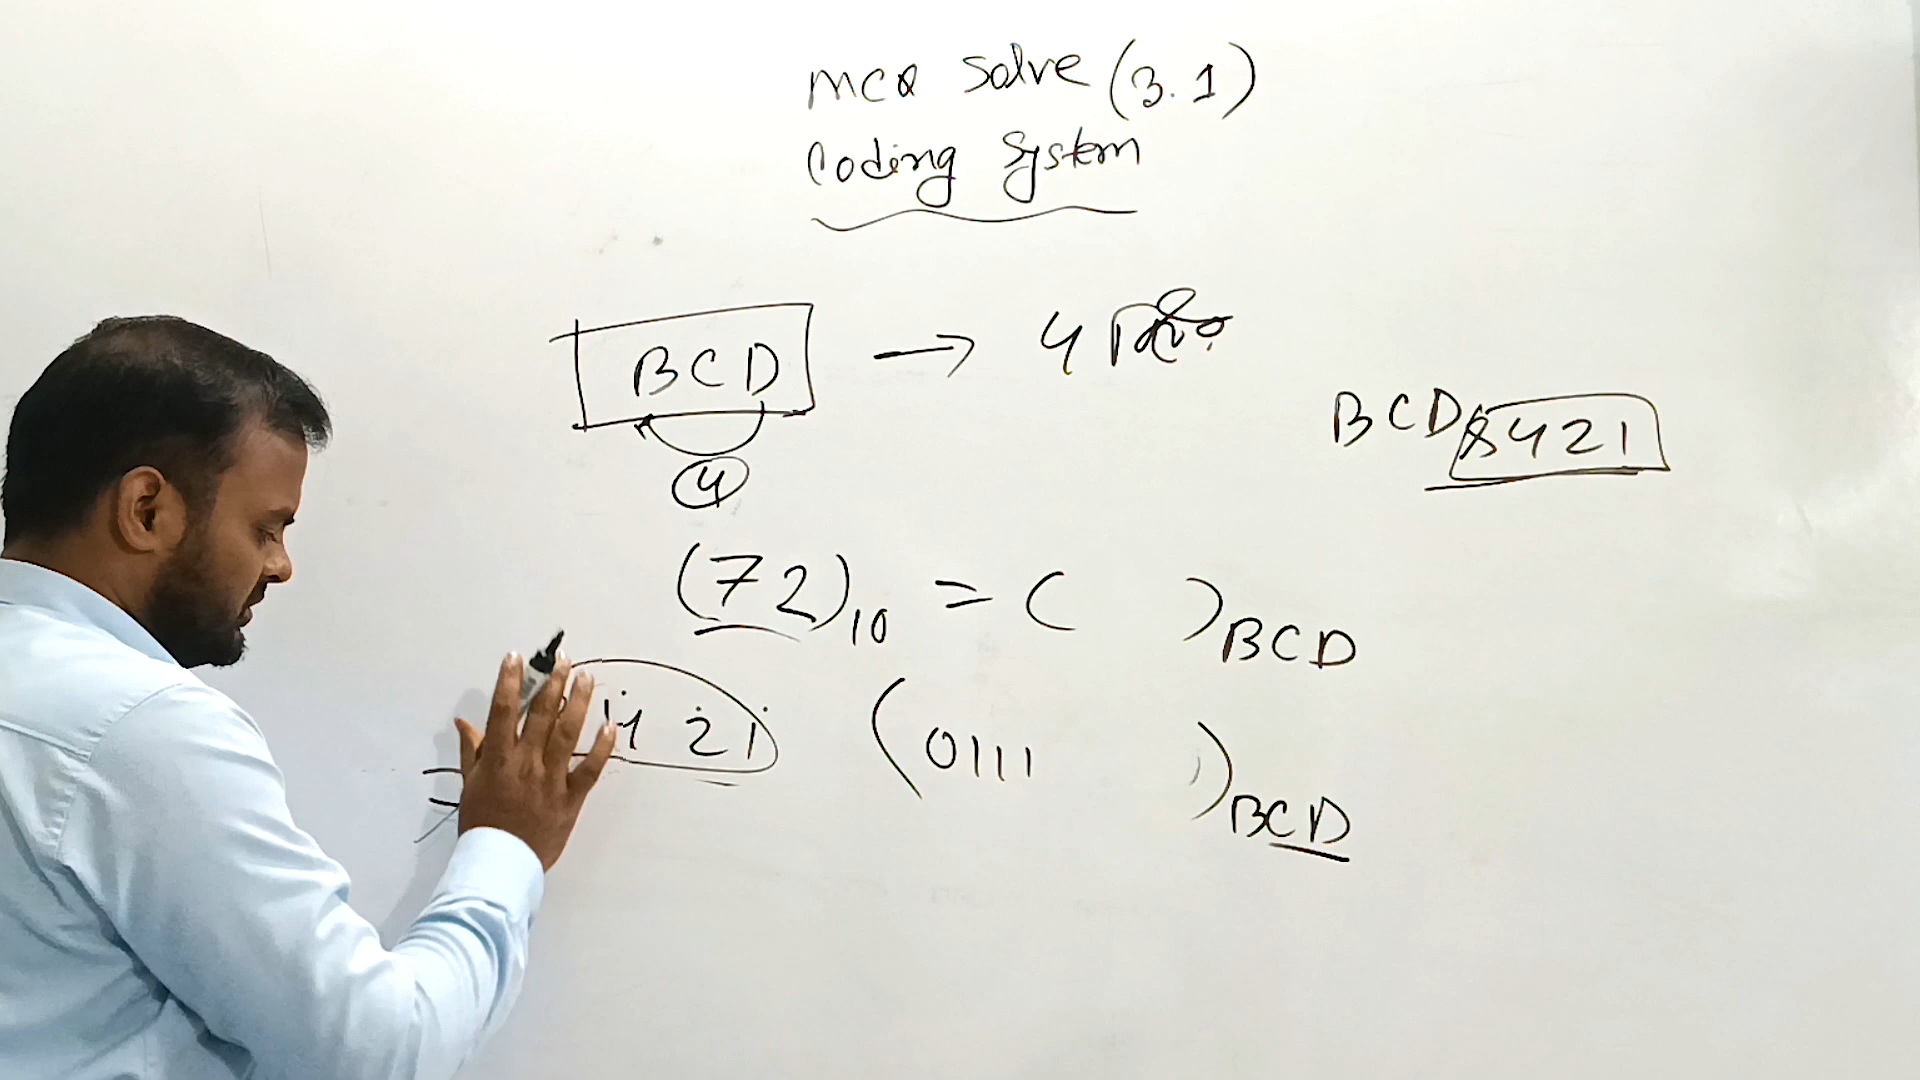 MCQ Solve (3.1)
Coding System
BCD → 4 বিট
BCD 8421
4
(72)10 = ( )BCD
4 2 1 (0111 )BCD